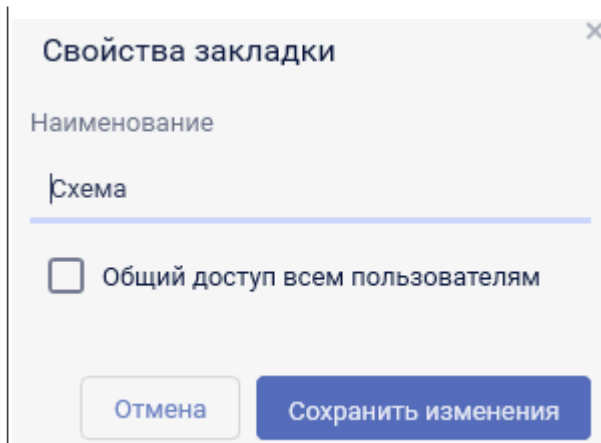 Свойства закладки
Наименование
Схема
Общий доступ всем пользователям
Отмена
Сохранить изменения